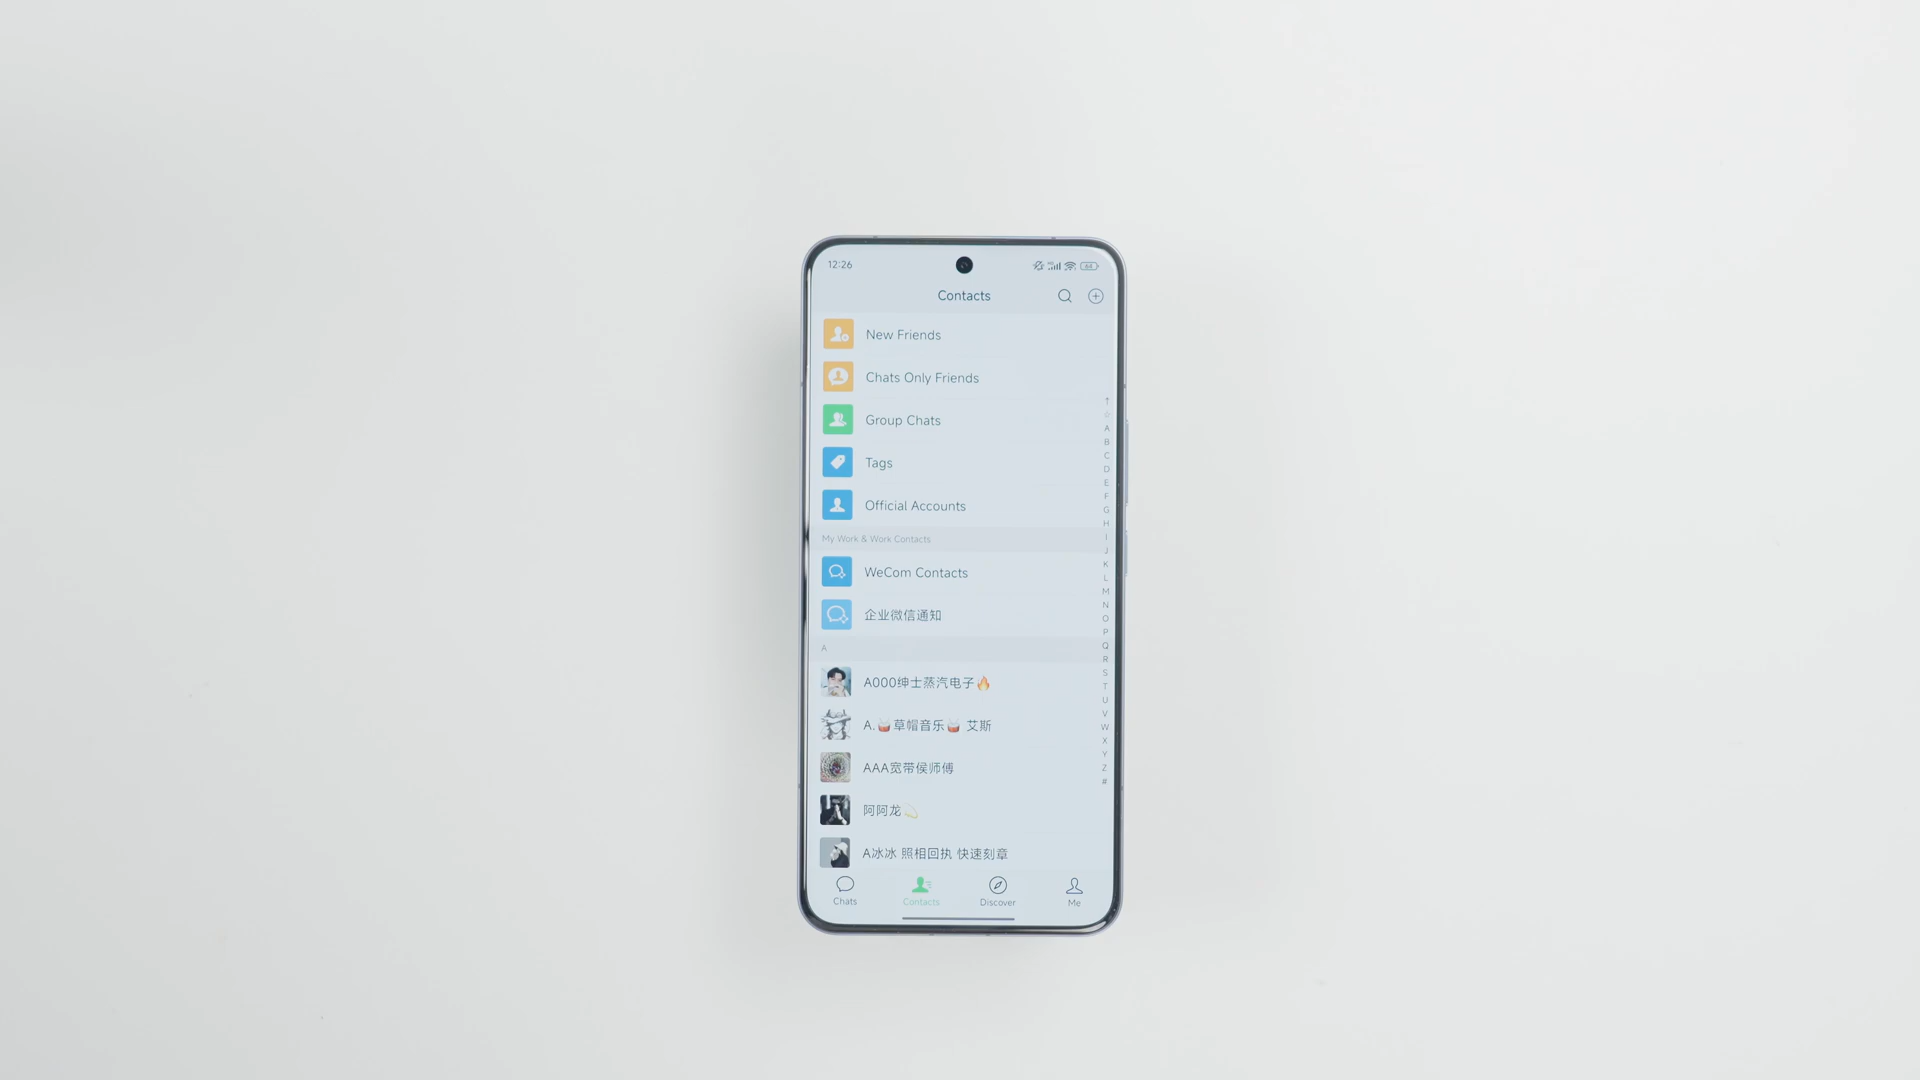 12:26
64
Contacts
New Friends
Chats Only Friends
Group Chats
Tags
Official Accounts
My Work & Work Contacts
WeCom Contacts
企业微信通知
A
A000绅士蒸汽电子🔥
A.🥁草帽音乐🥁 艾斯
AAA宽带侯师傅
阿阿龙💫
A冰冰 照相回执 快速刻章
↑
☆
A
B
C
D
E
F
G
H
I
J
K
L
M
N
O
P
Q
R
S
T
U
V
W
X
Y
Z
#
Chats
Contacts
Discover
Me